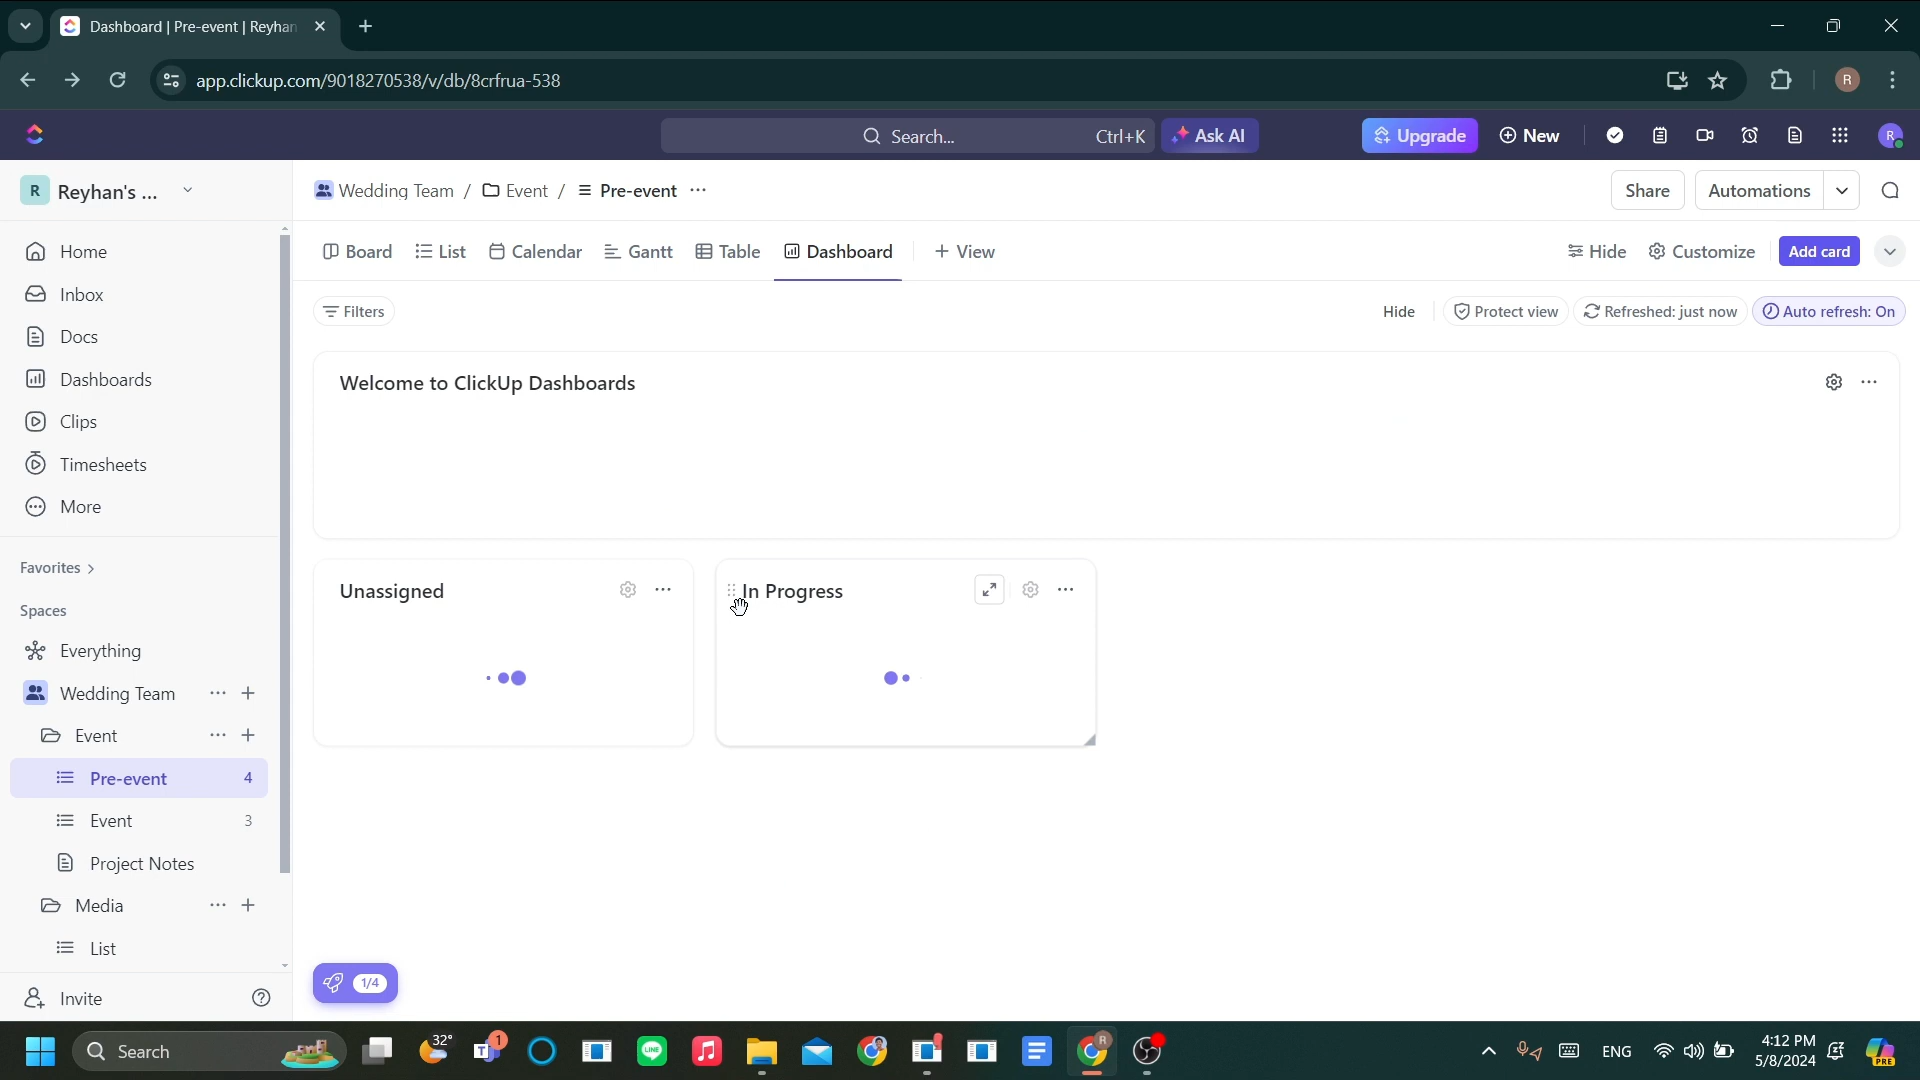 Dashboard | Pre-event | Reyhan
app.clickup.com/9018270538/v/db/8crfrua-538
R
Search...
Ctrl+K
Ask AI
Upgrade
New
R
R Reyhan's ...
Wedding Team / Event / Pre-event
Share
Automations
Home
Inbox
Docs
Dashboards
Clips
Timesheets
More
Favorites
Spaces
Everything
Wedding Team
Event
Pre-event 4
Event 3
Project Notes
Media
List
Invite
Board
List
Calendar
Gantt
Table
Dashboard
+ View
Hide
Customize
Add card
Filters
Hide
Protect view
Refreshed: just now
Auto refresh: On
Welcome to ClickUp Dashboards
Unassigned
In Progress
1/4
Search
32°
1
LINE
R
ENG
4:12 PM
5/8/2024
PRE